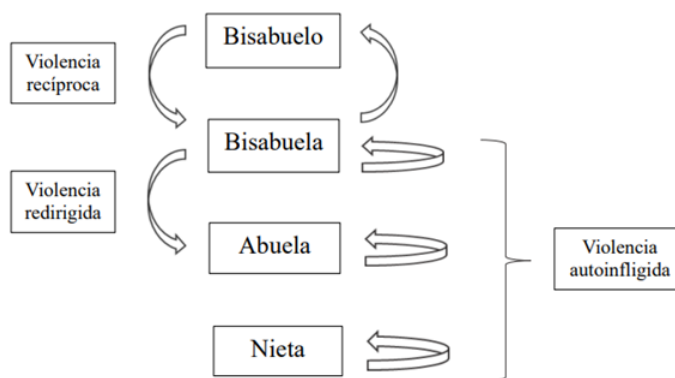 Bisabuelo
Violencia
recíproca
Bisabuela
Violencia
redirigida
Abuela
Violencia
autoinfligida
Nieta